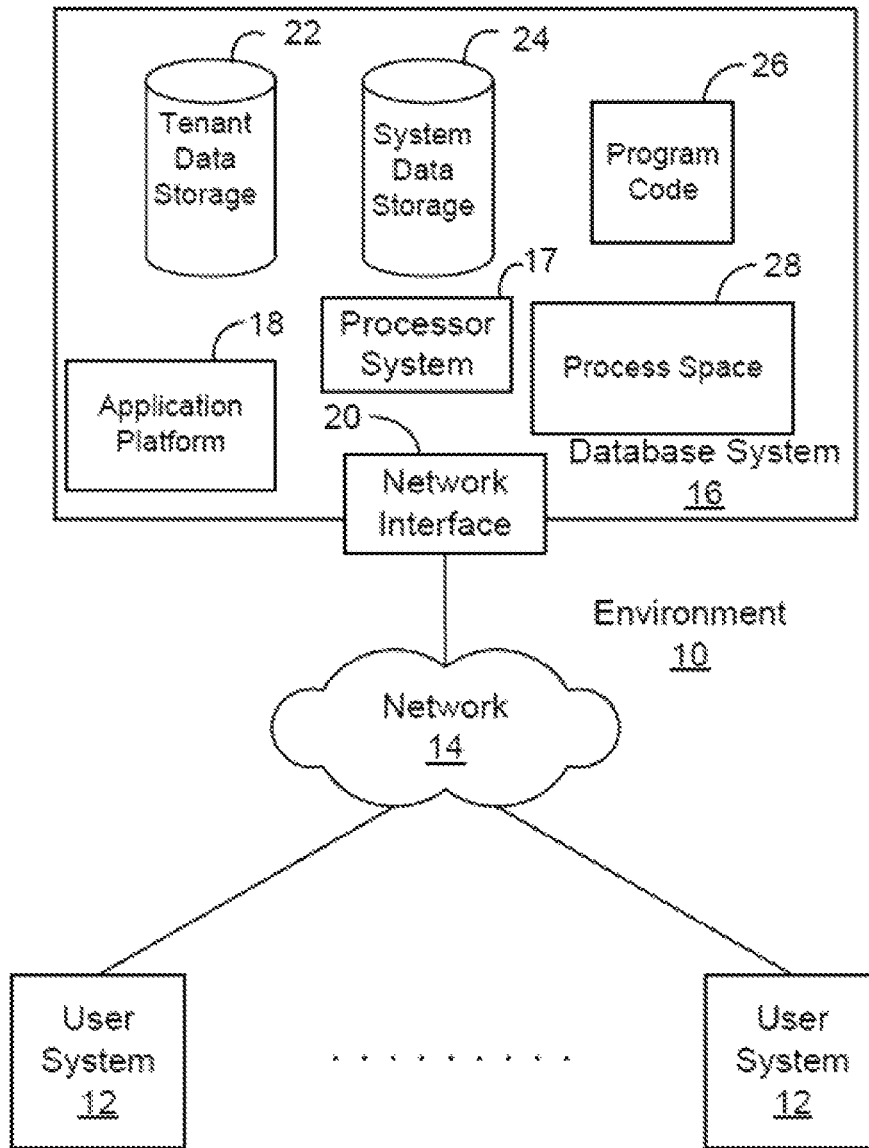 22
24
26
Tenant
Data
Storage
System
Data
Storage
Program
Code
17
28
18
Processor
System
Process Space
Application
Platform
20
Database System
16
Network
Interface
Environment
10
Network
14
User
System
12
. . . . . . . .
User
System
12